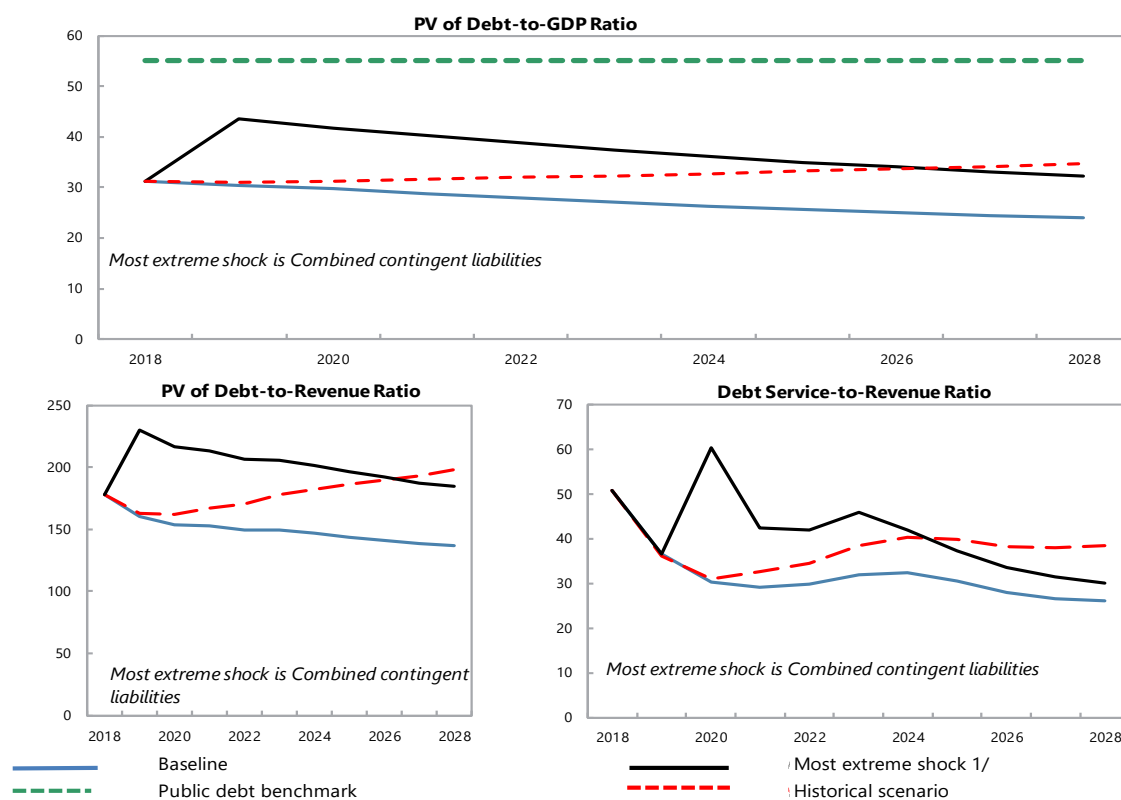 PV of Debt-to-GDP Ratio
60
50
40
30
20
10
0
Most extreme shock is Combined contingent liabilities
2018 2020 2022 2024 2026 2028
PV of Debt-to-Revenue Ratio
250
200
150
100
50
0
Most extreme shock is Combined contingent
liabilities
2018 2020 2022 2024 2026 2028
Debt Service-to-Revenue Ratio
70
60
50
40
30
20
10
0
Most extreme shock is Combined contingent liabilities
2018 2020 2022 2024 2026 2028
Baseline
Public debt benchmark
Most extreme shock 1/
Historical scenario